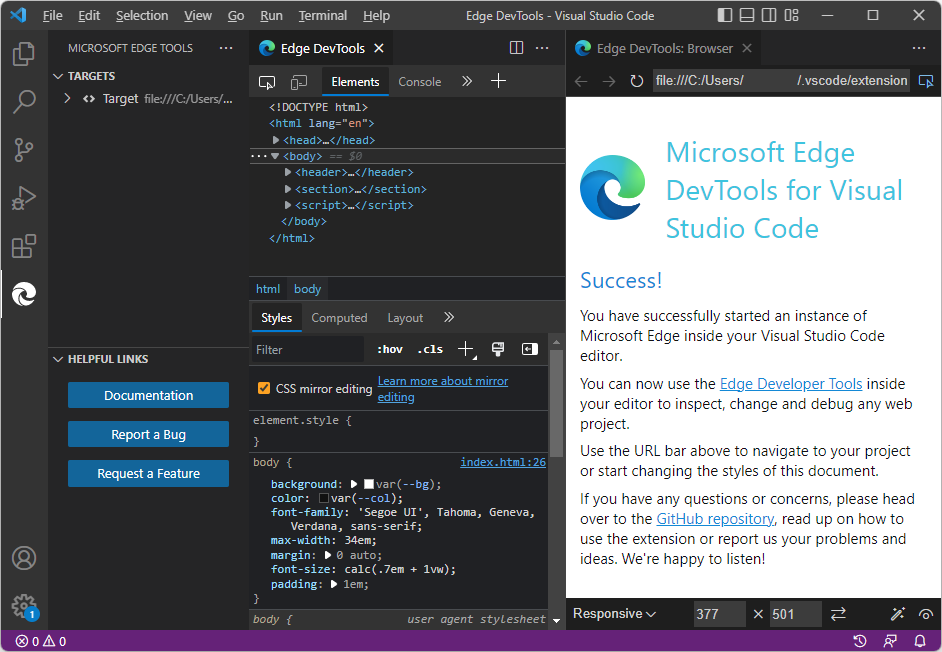 File Edit Selection View Go Run Terminal Help Edge DevTools - Visual Studio Code
MICROSOFT EDGE TOOLS ···
TARGETS
Target file:///C:/Users/...
HELPFUL LINKS
Documentation
Report a Bug
Request a Feature
1
Edge DevTools
Elements Console
<!DOCTYPE html>
<html lang="en">
<head>…</head>
··· <body> == $0
<header>…</header>
<section>…</section>
<script>…</script>
</body>
</html>
html body
Styles Computed Layout
Filter :hov .cls
CSS mirror editing Learn more about mirror
editing
element.style {
}
body { index.html:26
background: var(--bg);
color: var(--col);
font-family: 'Segoe UI', Tahoma, Geneva,
Verdana, sans-serif;
max-width: 34em;
margin: 0 auto;
font-size: calc(.7em + 1vw);
padding: 1em;
}
body { user agent stylesheet
Edge DevTools: Browser
file:///C:/Users/ /.vscode/extension
Microsoft Edge
DevTools for Visual
Studio Code
Success!
You have successfully started an instance of
Microsoft Edge inside your Visual Studio Code
editor.
You can now use the Edge Developer Tools inside
your editor to inspect, change and debug any web
project.
Use the URL bar above to navigate to your project
or start changing the styles of this document.
If you have any questions or concerns, please head
over to the GitHub repository, read up on how to
use the extension or report us your problems and
ideas. We're happy to listen!
Responsive 377 × 501
0 0